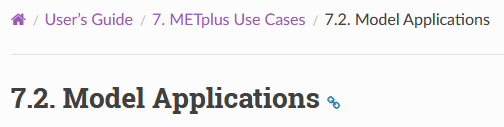 / User's Guide / 7. METplus Use Cases / 7.2. Model Applications
7.2. Model Applications